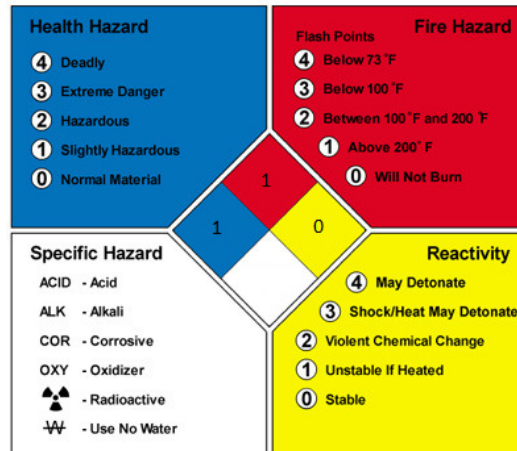 Health Hazard
4 Deadly
3 Extreme Danger
2 Hazardous
1 Slightly Hazardous
0 Normal Material
Fire Hazard
Flash Points
4 Below 73°F
3 Below 100°F
2 Between 100°F and 200°F
1 Above 200°F
0 Will Not Burn
1
1
0
Specific Hazard
ACID - Acid
ALK - Alkali
COR - Corrosive
OXY - Oxidizer
- Radioactive
W - Use No Water
Reactivity
4 May Detonate
3 Shock/Heat May Detonate
2 Violent Chemical Change
1 Unstable If Heated
0 Stable